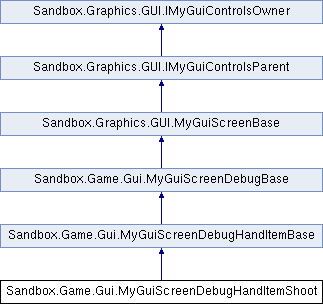 Sandbox.Graphics.GUI.IMyGuiControlsOwner
Sandbox.Graphics.GUI.IMyGuiControlsParent
Sandbox.Graphics.GUI.MyGuiScreenBase
Sandbox.Game.Gui.MyGuiScreenDebugBase
Sandbox.Game.Gui.MyGuiScreenDebugHandItemBase
Sandbox.Game.Gui.MyGuiScreenDebugHandItemShoot